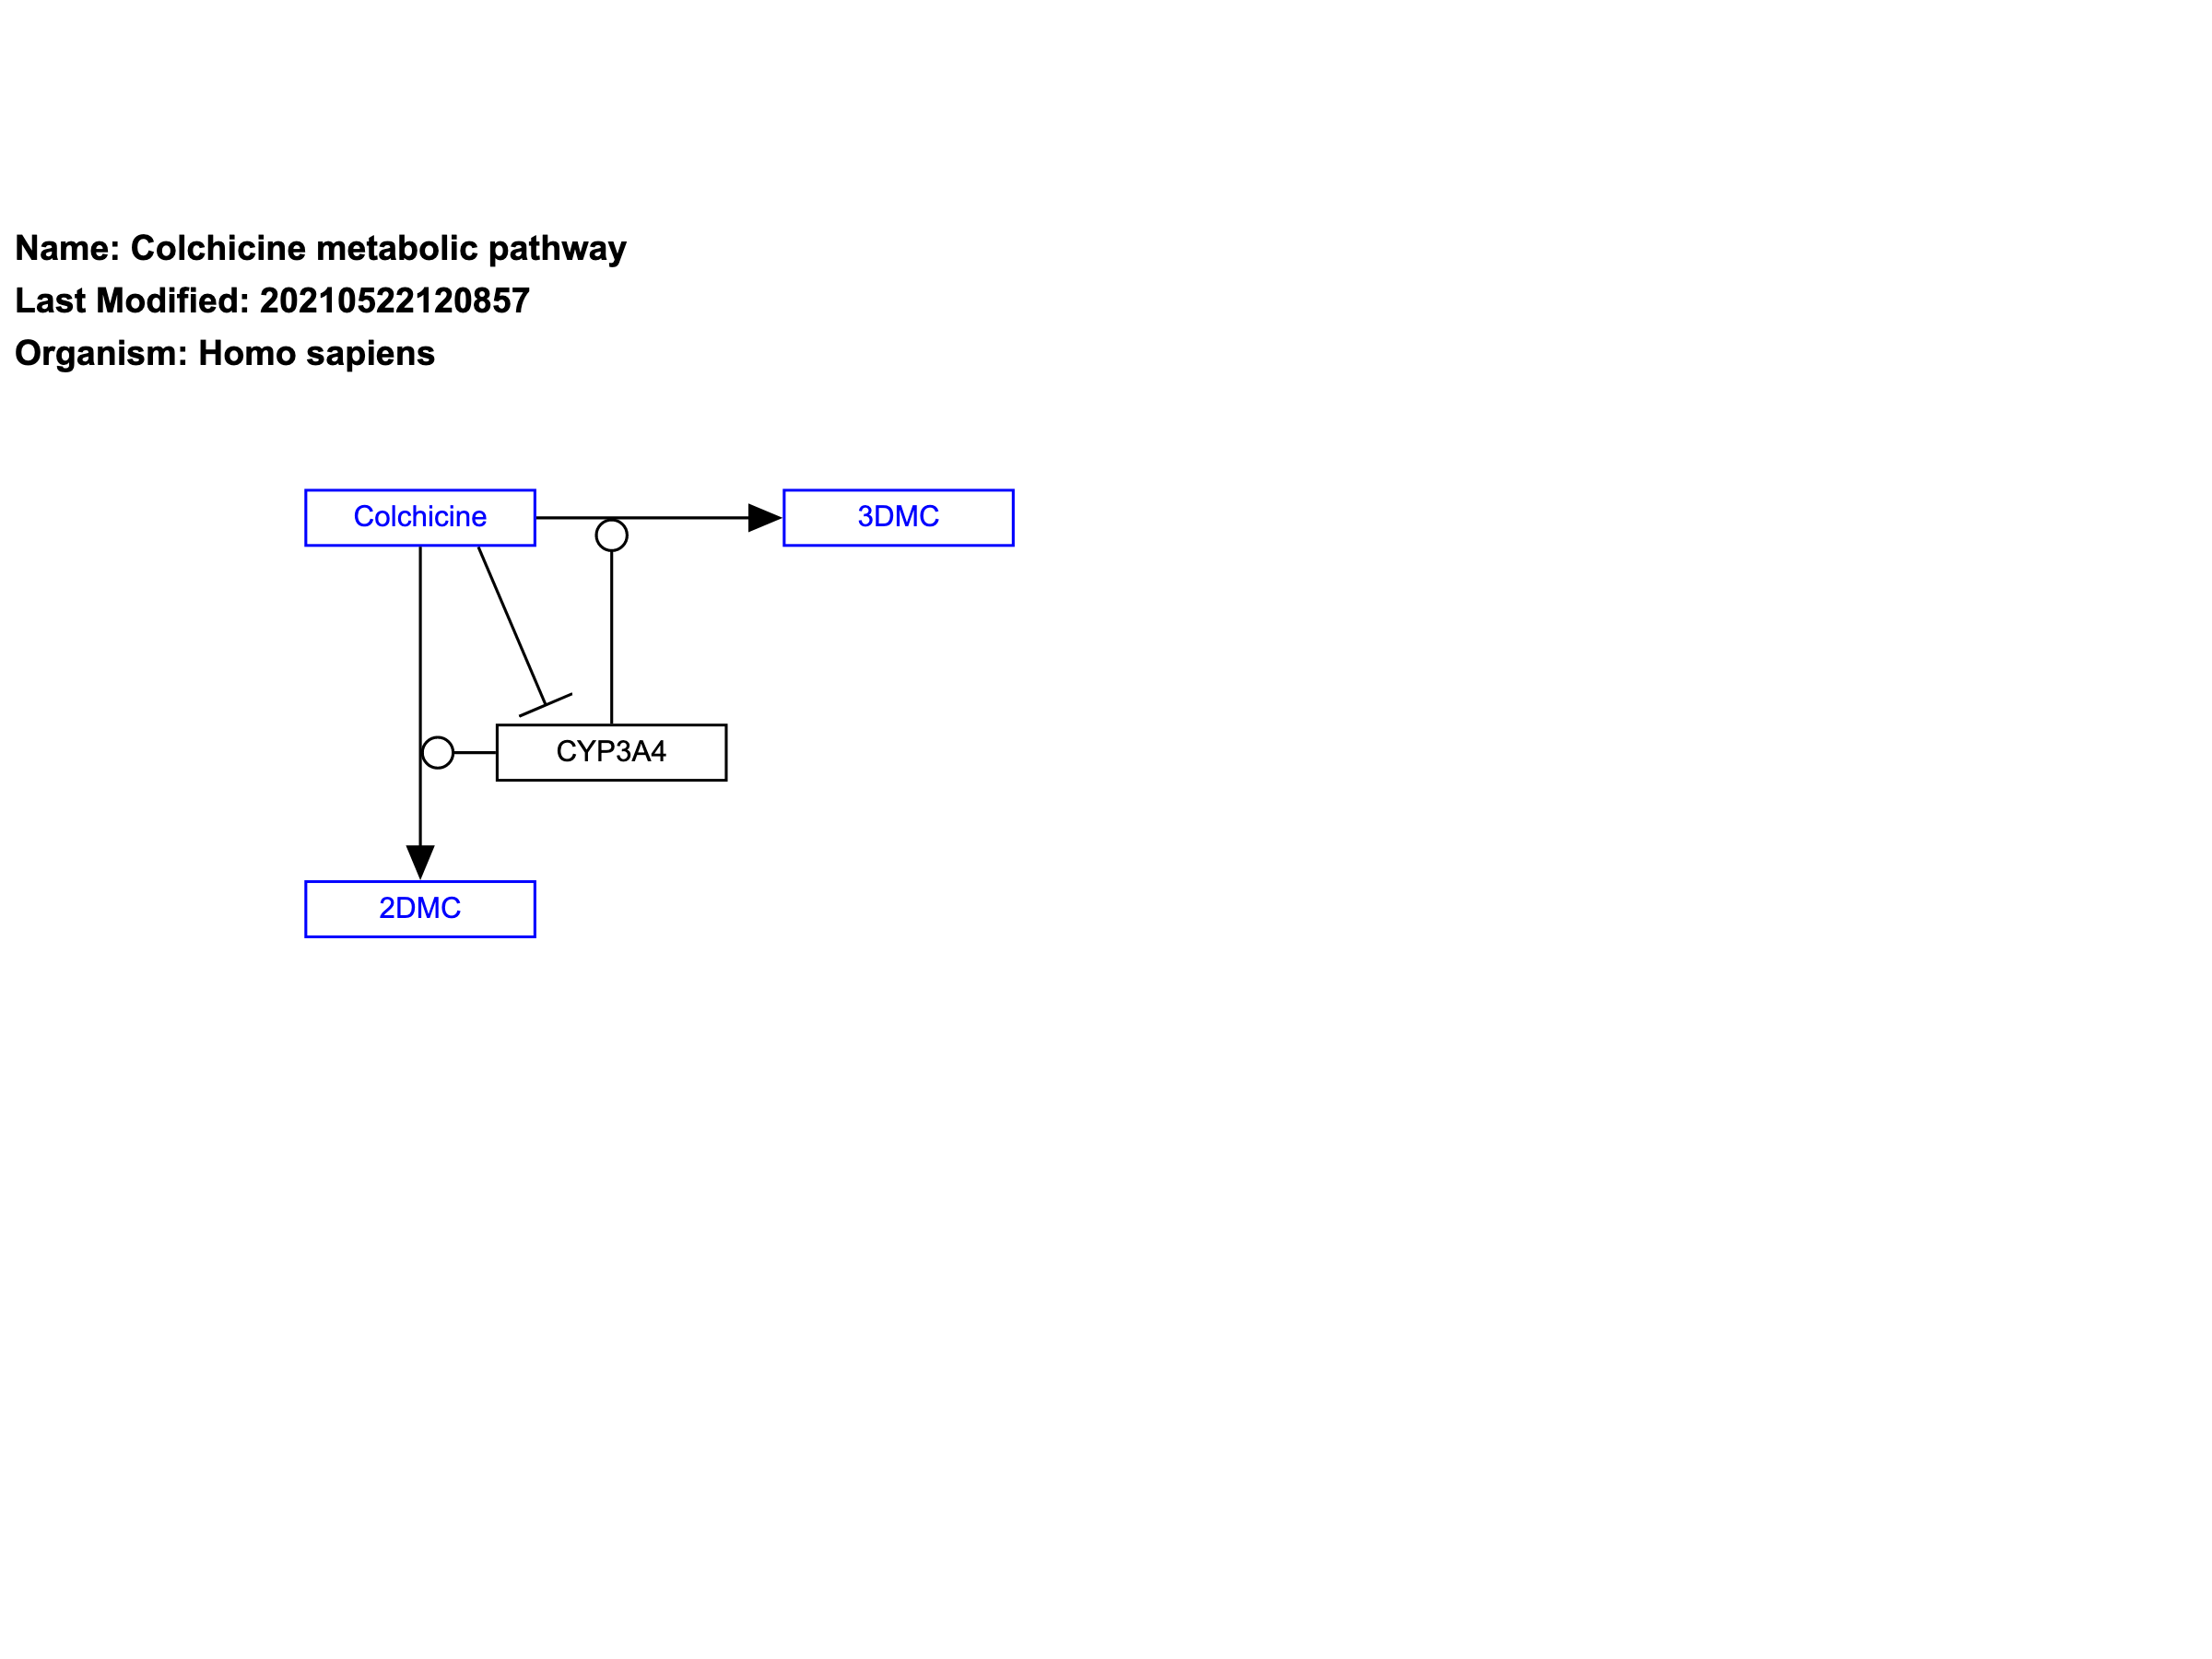 Name: Colchicine metabolic pathway
Last Modified: 20210522120857
Organism: Homo sapiens
Colchicine
3DMC
CYP3A4
2DMC